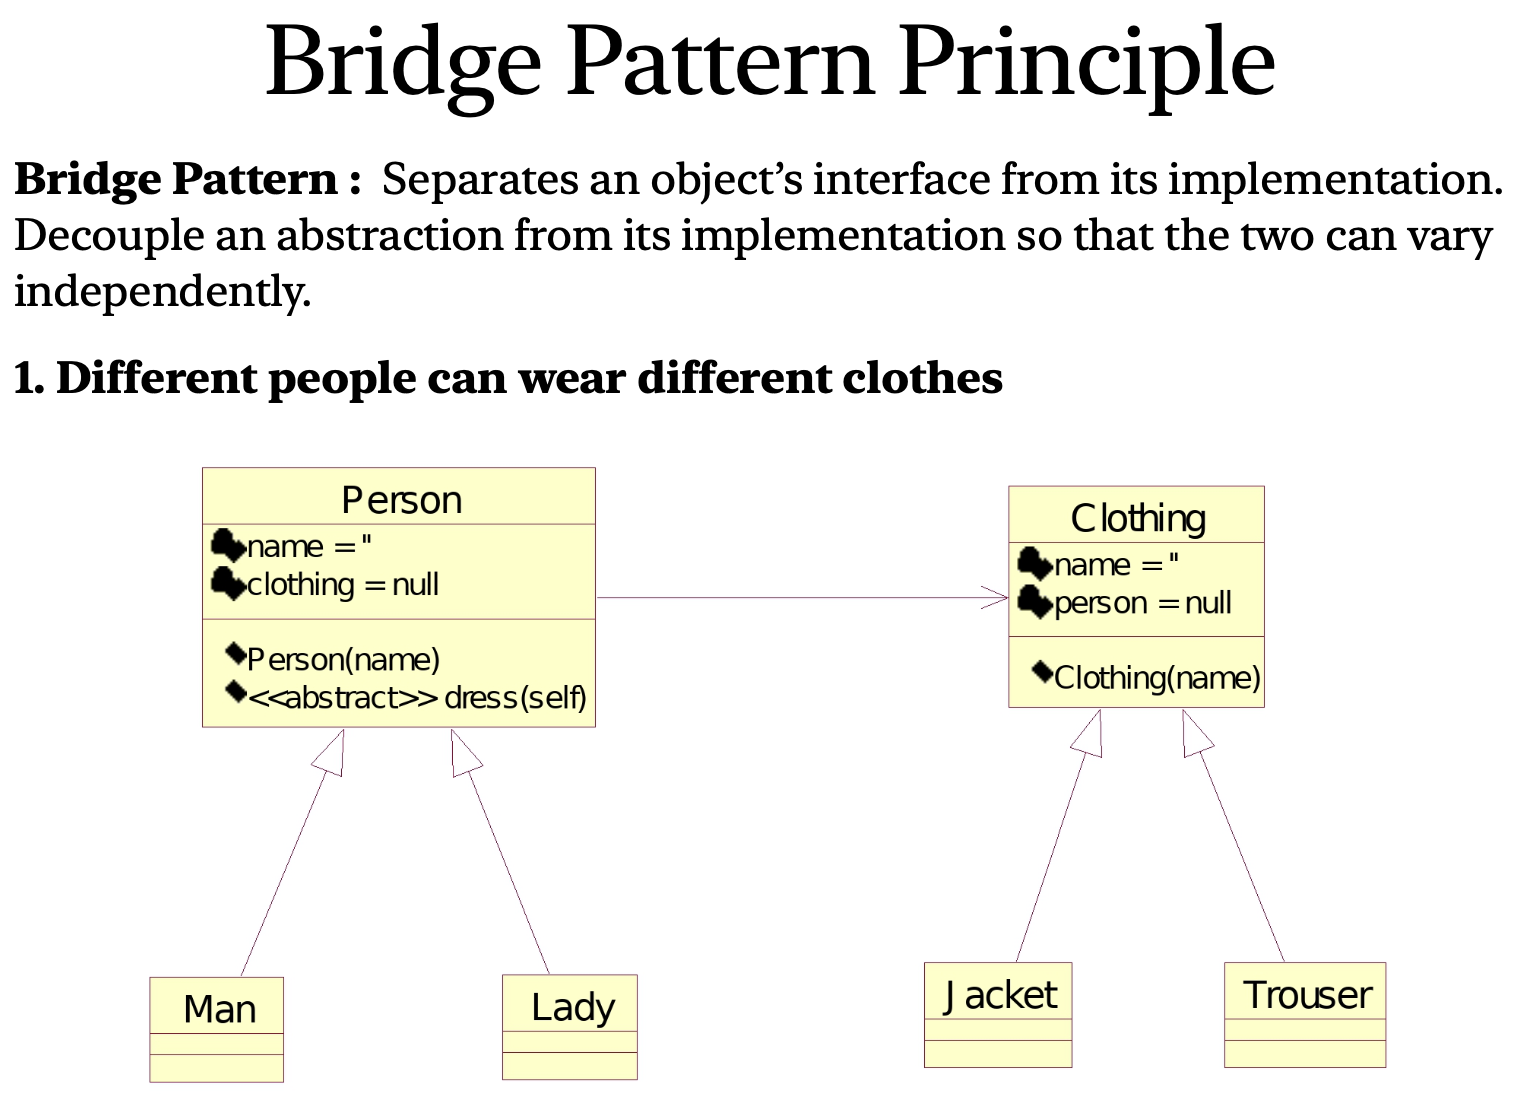 Bridge Pattern Principle
Bridge Pattern : Separates an object’s interface from its implementation.
Decouple an abstraction from its implementation so that the two can vary
independently.
1. Different people can wear different clothes
Person
name = ''
clothing = null
Person(name)
<<abstract>> dress(self)
Clothing
name = ''
person = null
Clothing(name)
Man
Lady
Jacket
Trouser